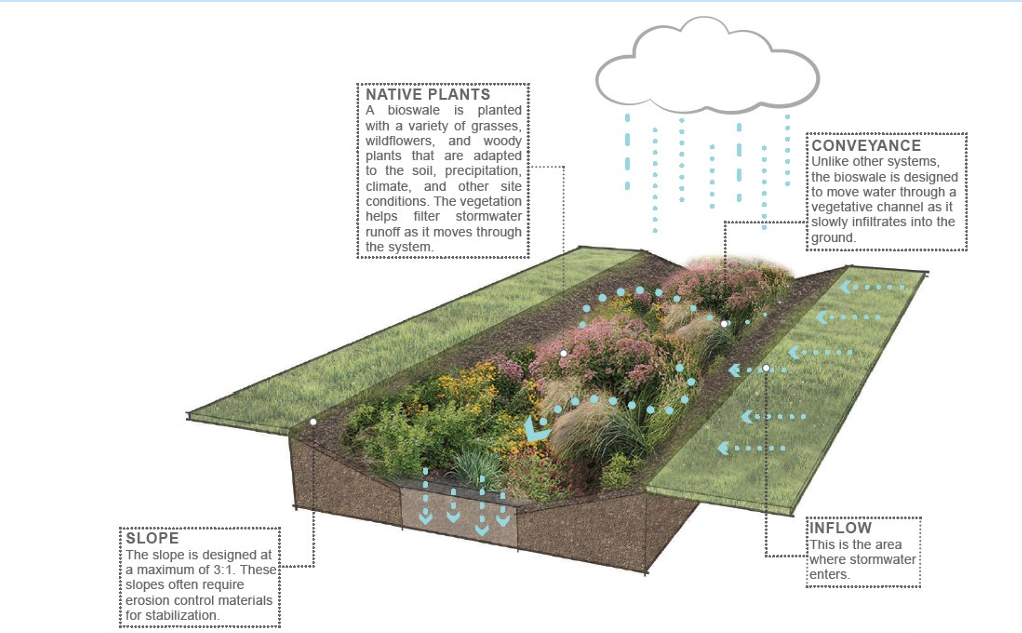 NATIVE PLANTS
A bioswale is planted
with a variety of grasses,
wildflowers, and woody
plants that are adapted
to the soil, precipitation,
climate, and other site
conditions. The vegetation
helps filter stormwater
runoff as it moves through
the system.
CONVEYANCE
Unlike other systems,
the bioswale is designed
to move water through a
vegetative channel as it
slowly infiltrates into the
ground.
SLOPE
The slope is designed at
a maximum of 3:1. These
slopes often require
erosion control materials
for stabilization.
INFLOW
This is the area
where stormwater
enters.